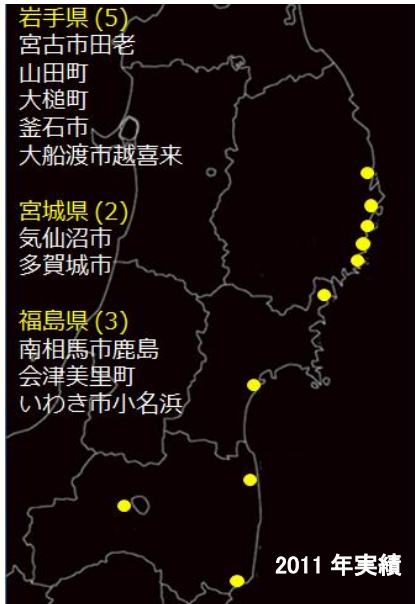 岩手県 (5)
宮古市田老
山田町
大槌町
釜石市
大船渡市越喜来
宮城県 (2)
気仙沼市
多賀城市
福島県 (3)
南相馬市鹿島
会津美里町
いわき市小名浜
2011 年実績